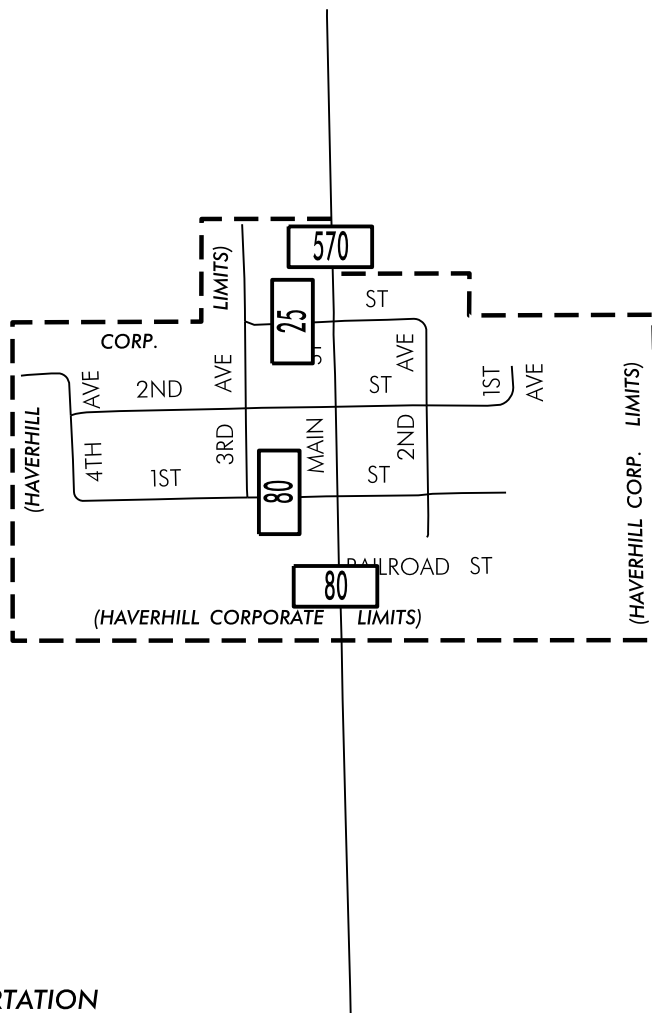 570
LIMITS)
25
ST
CORP.
ST
AVE
AVE
AVE
2ND
ST
1ST
AVE
(HAVERHILL
4TH
3RD
MAIN
2ND
1ST
80
ST
(HAVERHILL CORP. LIMITS)
RAILROAD ST
80
(HAVERHILL CORPORATE LIMITS)
RTATION